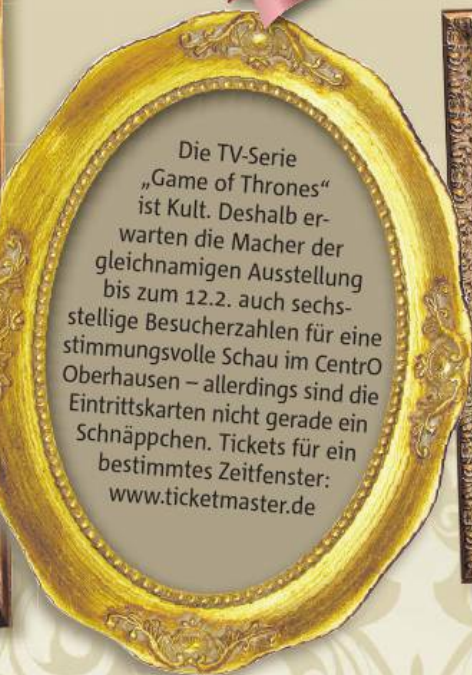 Die TV-Serie
„Game of Thrones“
ist Kult. Deshalb er-
warten die Macher der
gleichnamigen Ausstellung
bis zum 12.2. auch sechs-
stellige Besucherzahlen für eine
stimmungsvolle Schau im CentrO
Oberhausen – allerdings sind die
Eintrittskarten nicht gerade ein
Schnäppchen. Tickets für ein
bestimmtes Zeitfenster:
www.ticketmaster.de